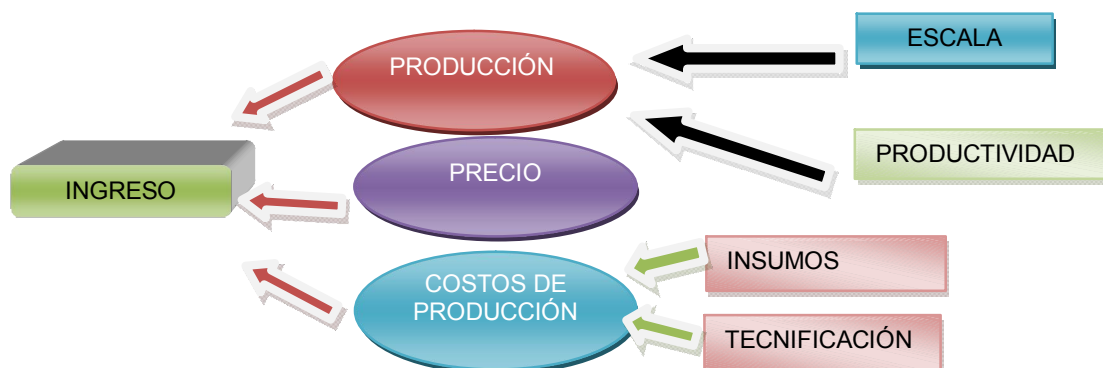 PRODUCCIÓN
ESCALA
PRODUCTIVIDAD
PRECIO
INGRESO
COSTOS DE
PRODUCCIÓN
INSUMOS
TECNIFICACIÓN